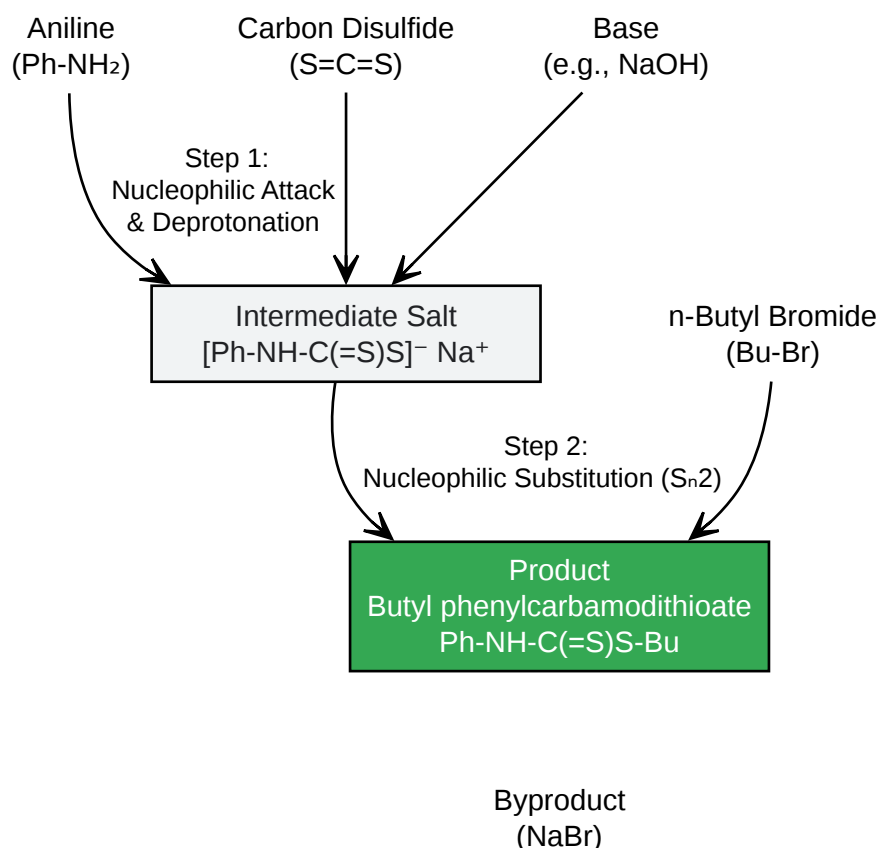 Aniline
(Ph-NH₂)
Carbon Disulfide
(S=C=S)
Base
(e.g., NaOH)
Step 1:
Nucleophilic Attack
& Deprotonation
Intermediate Salt
[Ph-NH-C(=S)S]⁻ Na⁺
n-Butyl Bromide
(Bu-Br)
Step 2:
Nucleophilic Substitution (Sₙ2)
Product
Butyl phenylcarbamodithioate
Ph-NH-C(=S)S-Bu
Byproduct
(NaBr)